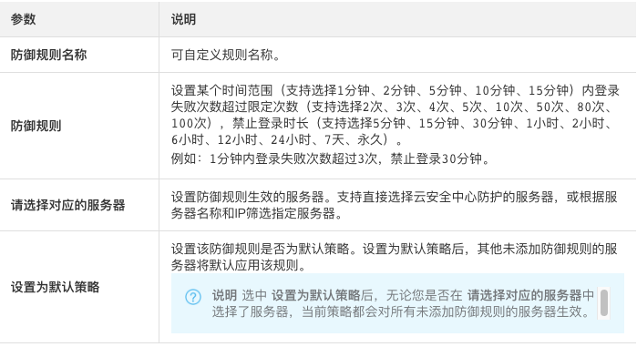 参数 说明
防御规则名称 可自定义规则名称。
防御规则
设置某个时间范围（支持选择1分钟、2分钟、5分钟、10分钟、15分钟）内登录
失败次数超过限定次数（支持选择2次、3次、4次、5次、10次、50次、80次、
100次），禁止登录时长（支持选择5分钟、15分钟、30分钟、1小时、2小时、
6小时、12小时、24小时、7天、永久）。
例如：1分钟内登录失败次数超过3次，禁止登录30分钟。
请选择对应的服务器
设置防御规则生效的服务器。支持直接选择云安全中心防护的服务器，或根据服
务器名称和IP筛选指定服务器。
设置为默认策略
设置该防御规则是否为默认策略。设置为默认策略后，其他未添加防御规则的服
务器将默认应用该规则。
说明 选中 设置为默认策略后，无论您是否在 请选择对应的服务器中
选择了服务器，当前策略都会对所有未添加防御规则的服务器生效。